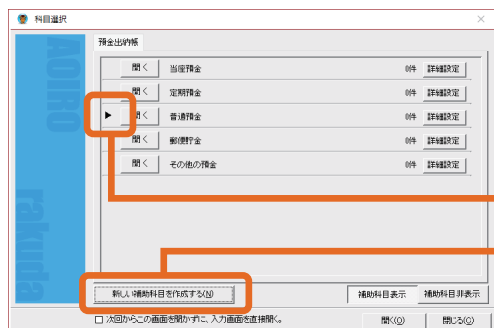 科目選択
AOIRO
rakuda
預金出納帳
開く 当座預金 0件 詳細設定
開く 定期預金 0件 詳細設定
▶ 開く 普通預金 0件 詳細設定
開く 郵便貯金 0件 詳細設定
開く その他の預金 0件 詳細設定
新しい補助科目を作成する(N) 補助科目表示 補助科目非表示
次回からこの画面を開かずに、入力画面を直接開く。 開く(O) 閉じる(C)